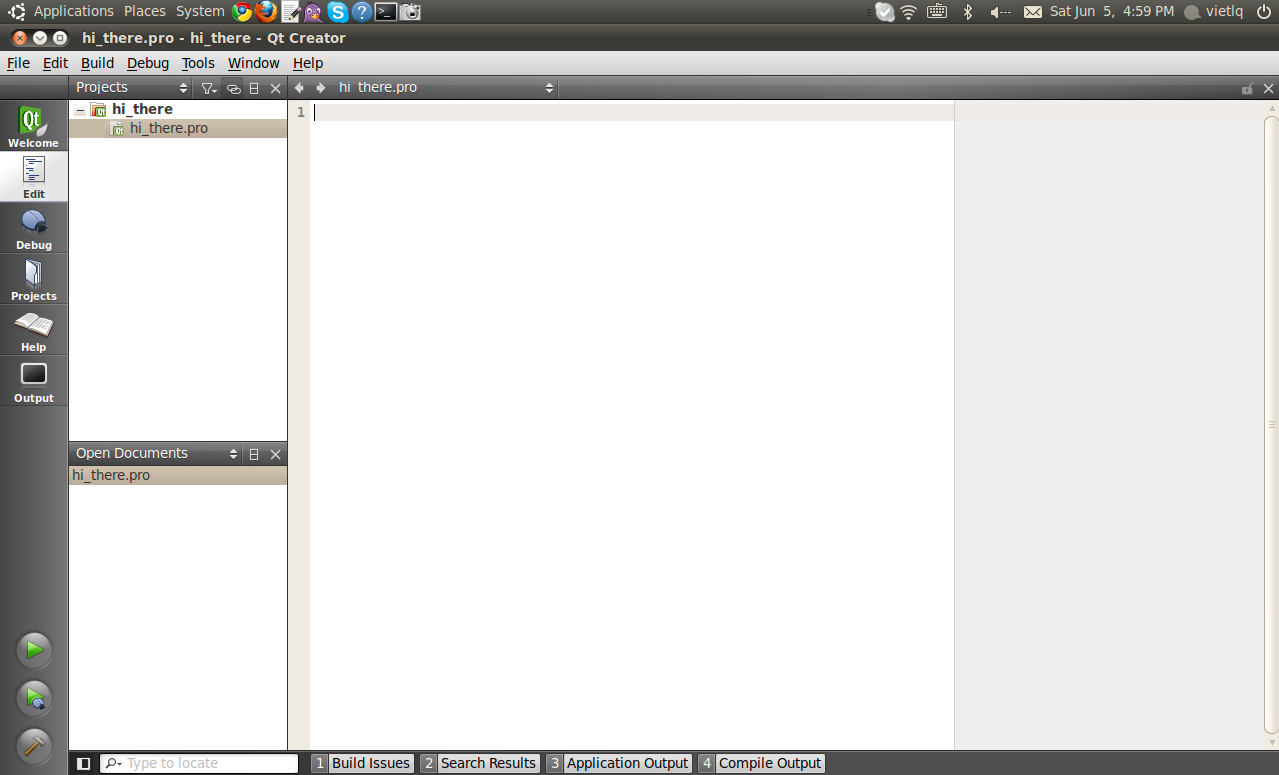 Applications Places System Sat Jun 5, 4:59 PM vietlq
hi_there.pro - hi_there - Qt Creator
File Edit Build Debug Tools Window Help
Projects hi_there.pro
hi_there
hi_there.pro
1
Qt
Welcome
Edit
Debug
Projects
Help
Output
Open Documents
hi_there.pro
Type to locate 1 Build Issues 2 Search Results 3 Application Output 4 Compile Output